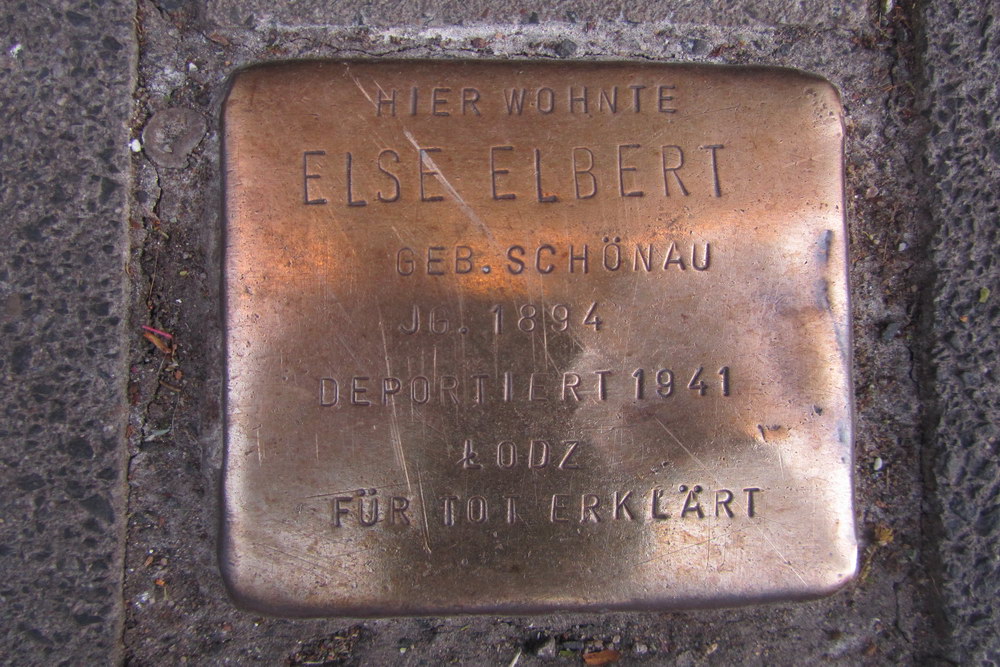 HIER WOHNTE
ELSE ELBERT
GEB. SCHÖNAU
JG. 1894
DEPORTIERT 1941
ŁODZ
FÜR TOT ERKLÄRT